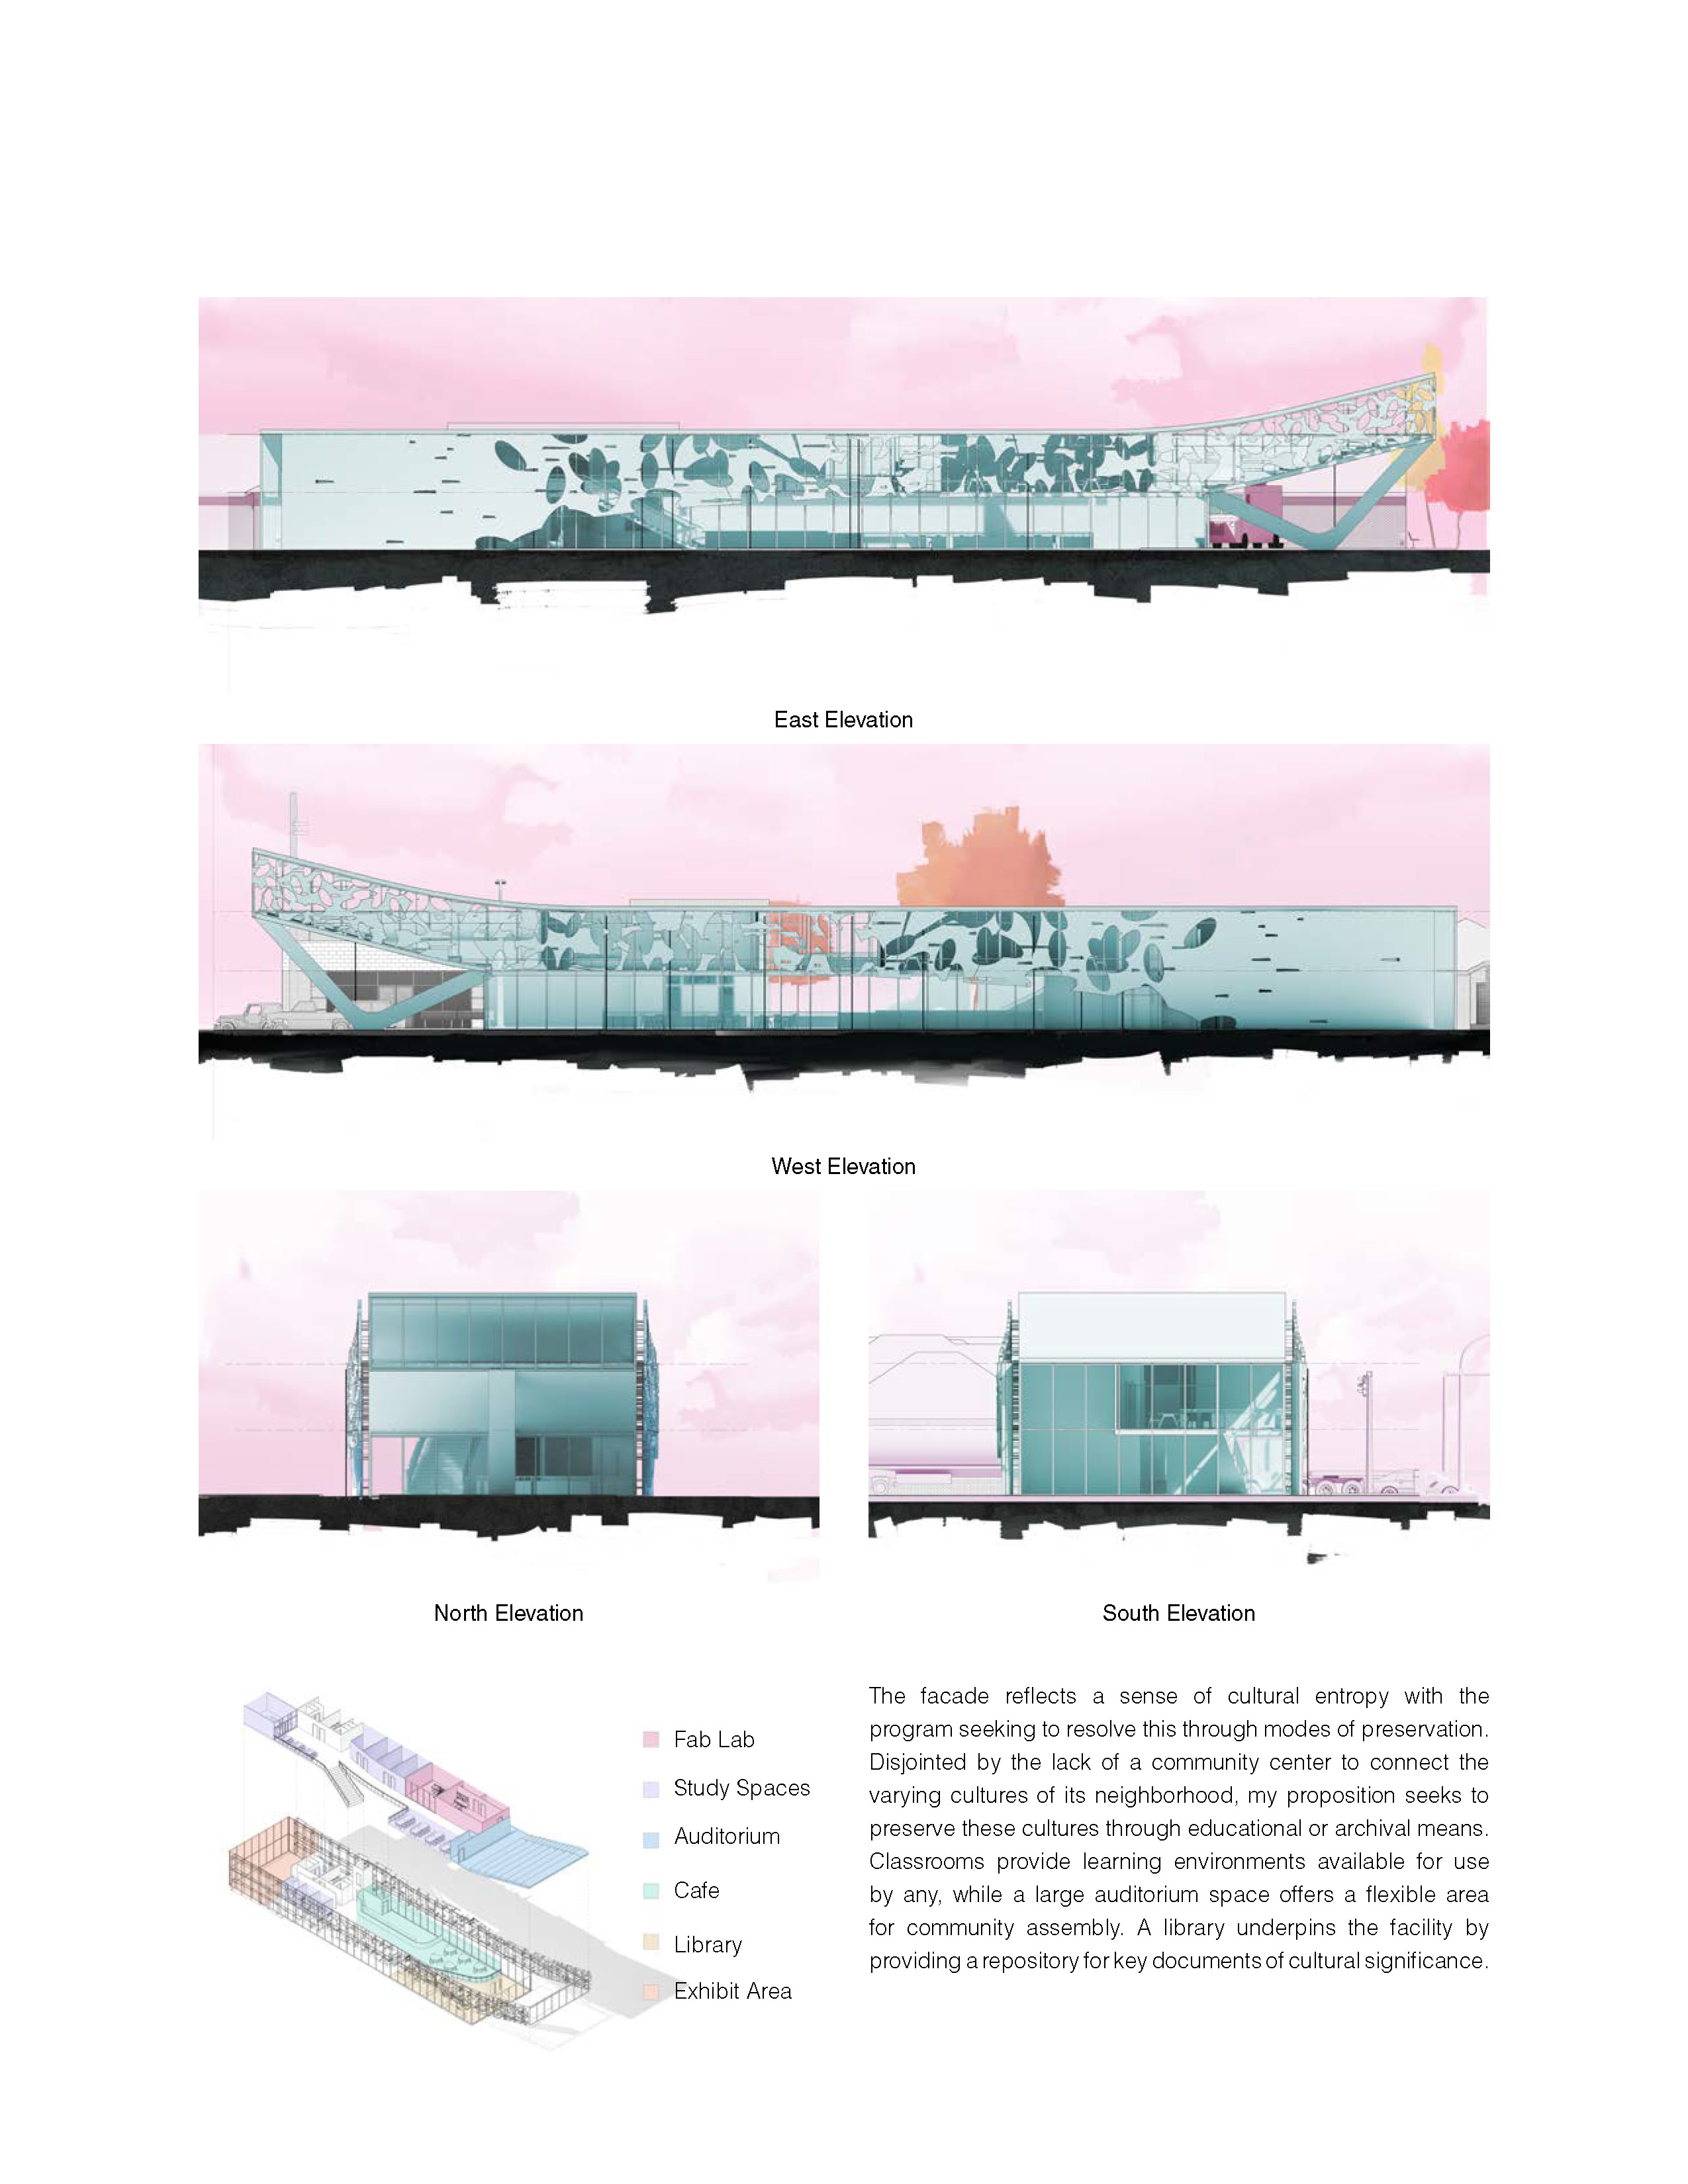 East Elevation
West Elevation
North Elevation
South Elevation
Fab Lab
Study Spaces
Auditorium
Cafe
Library
Exhibit Area
The facade reflects a sense of cultural entropy with the
program seeking to resolve this through modes of preservation.
Disjointed by the lack of a community center to connect the
varying cultures of its neighborhood, my proposition seeks to
preserve these cultures through educational or archival means.
Classrooms provide learning environments available for use
by any, while a large auditorium space offers a flexible area
for community assembly. A library underpins the facility by
providing a repository for key documents of cultural significance.